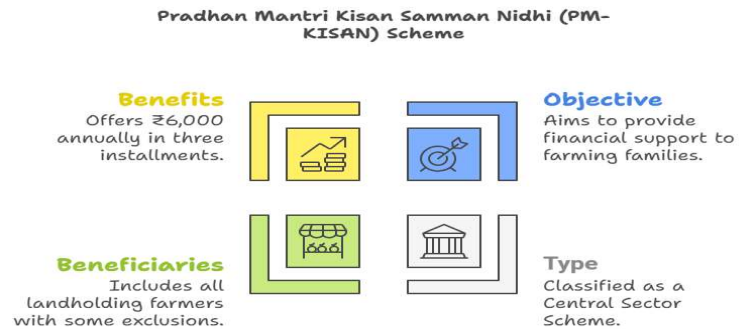 Pradhan Mantri Kisan Samman Nidhi (PM-
KISAN) Scheme
Benefits
Offers ₹6,000
annually in three
installments.
Objective
Aims to provide
financial support to
farming families.
Beneficiaries
Includes all
landholding farmers
with some exclusions.
Type
Classified as a
Central Sector
Scheme.